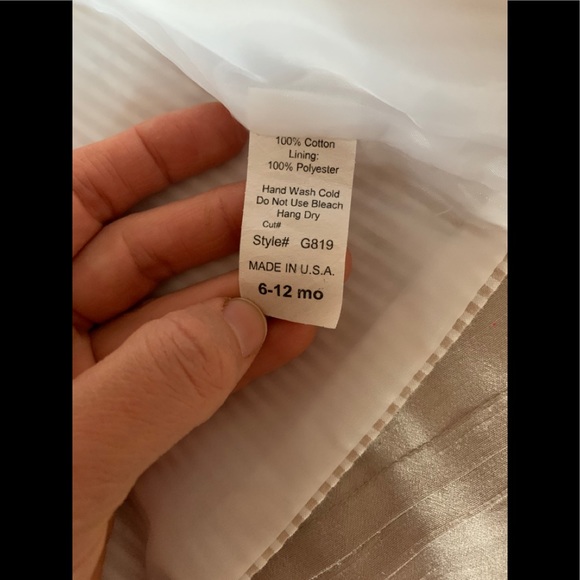 100% Cotton
Lining:
100% Polyester
Hand Wash Cold
Do Not Use Bleach
Hang Dry
Cut#
Style# G819
MADE IN U.S.A.
6-12 mo